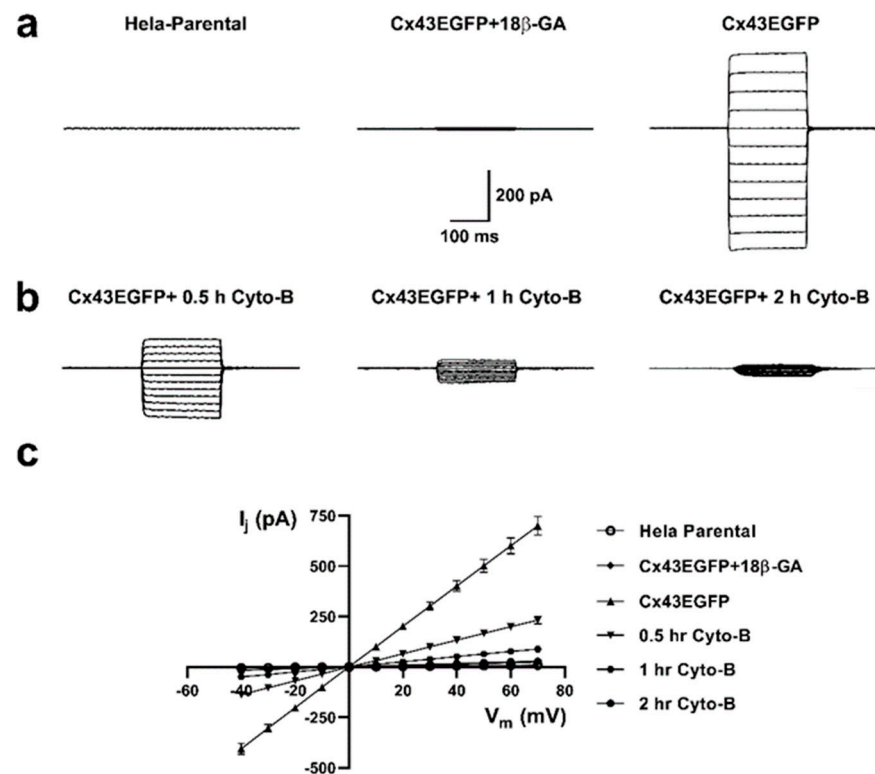 a
Hela-Parental Cx43EGFP+18β-GA Cx43EGFP
200 pA
100 ms
b
Cx43EGFP+ 0.5 h Cyto-B Cx43EGFP+ 1 h Cyto-B Cx43EGFP+ 2 h Cyto-B
c
Ij (pA)
750
500
250
-60 -40 -20 20 40 60 80
Vm (mV)
-250
-500
Hela Parental
Cx43EGFP+18β-GA
Cx43EGFP
0.5 hr Cyto-B
1 hr Cyto-B
2 hr Cyto-B